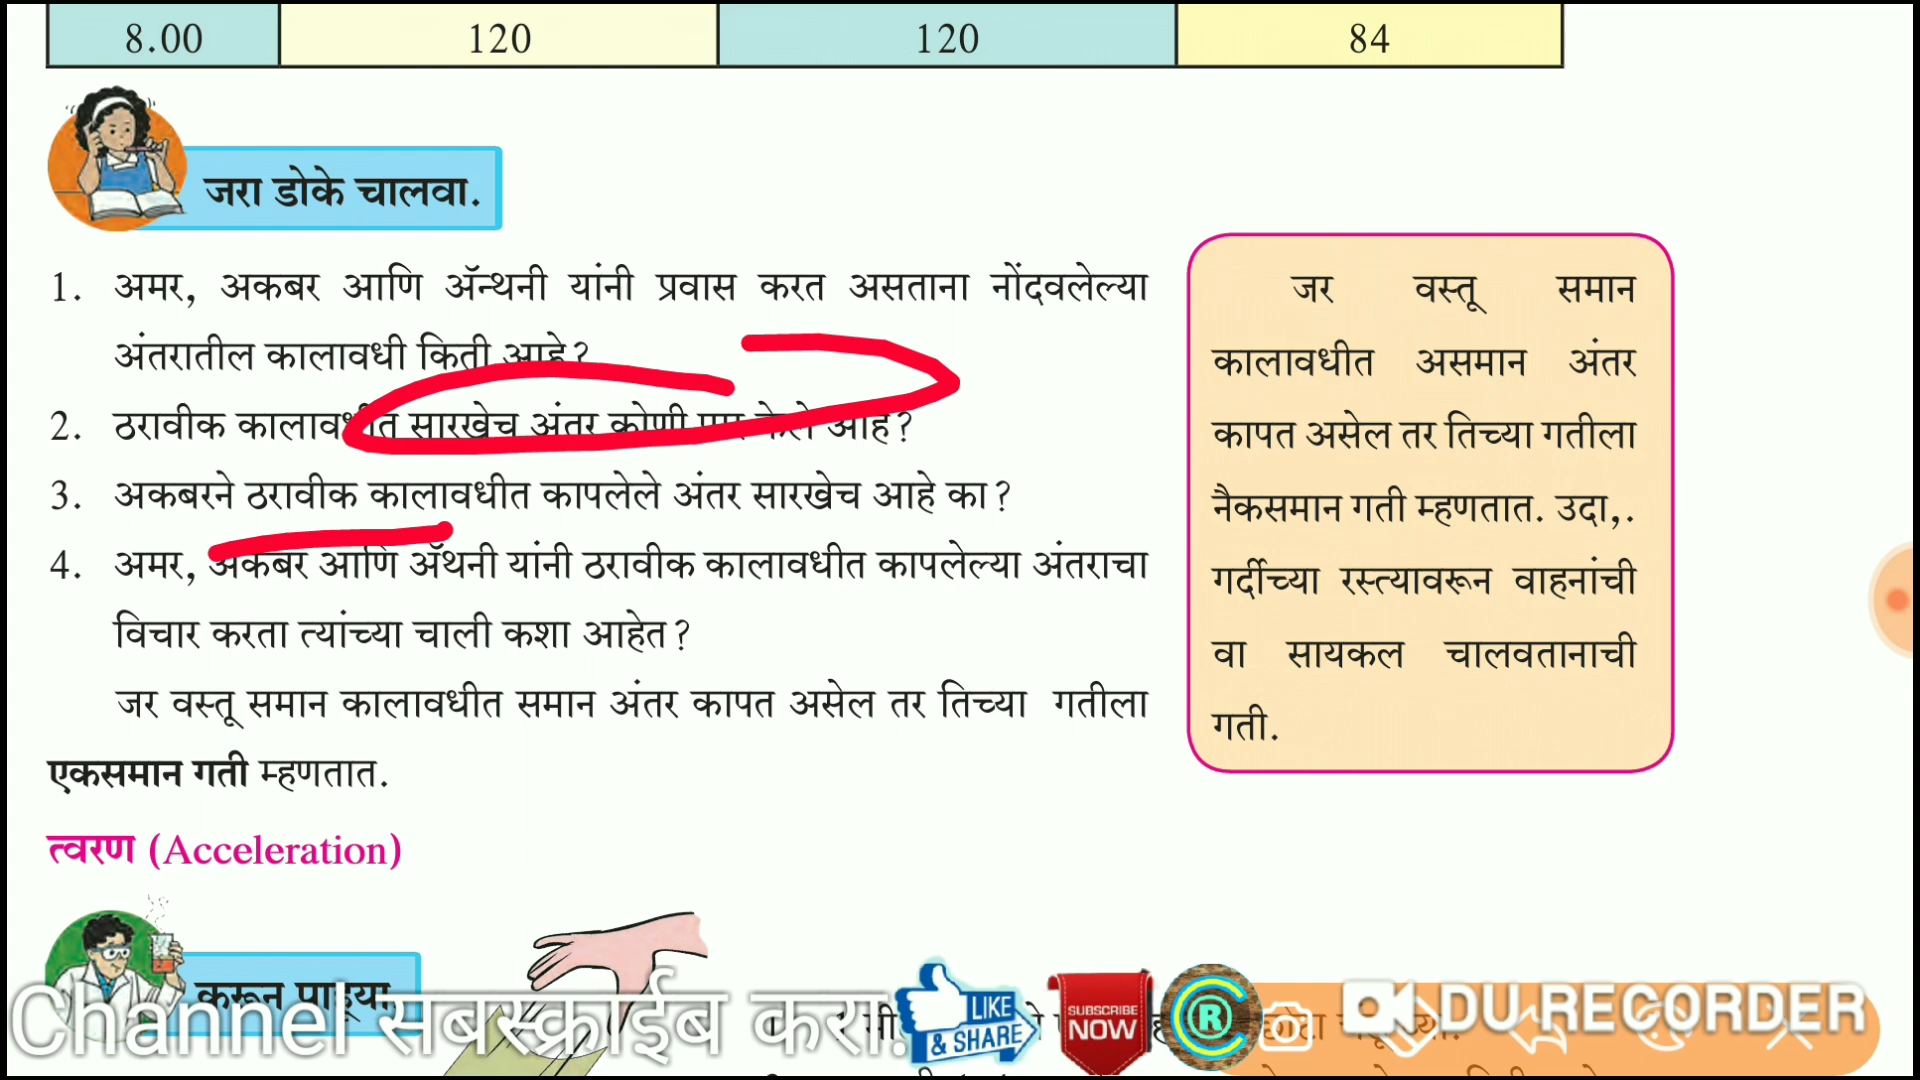 8.00 120 120 84
जरा डोके चालवा.
1. अमर, अकबर आणि ॲन्थनी यांनी प्रवास करत असताना नोंदवलेल्या
अंतरातील कालावधी किती आहे?
2. ठरावीक कालावधीत सारखेच अंतर कोणी पार केले आहे?
3. अकबरने ठरावीक कालावधीत कापलेले अंतर सारखेच आहे का?
4. अमर, अकबर आणि ॲथनी यांनी ठरावीक कालावधीत कापलेल्या अंतराचा
विचार करता त्यांच्या चाली कशा आहेत?
जर वस्तू समान कालावधीत समान अंतर कापत असेल तर तिच्या गतीला
एकसमान गती म्हणतात.
जर वस्तू समान
कालावधीत असमान अंतर
कापत असेल तर तिच्या गतीला
नैकसमान गती म्हणतात. उदा,.
गर्दीच्या रस्त्यावरून वाहनांची
वा सायकल चालवतानाची
गती.
त्वरण (Acceleration)
करून पाहूया
Channel सबस्क्राईब करा.
LIKE
& SHARE
SUBSCRIBE
NOW
R
DU RECORDER